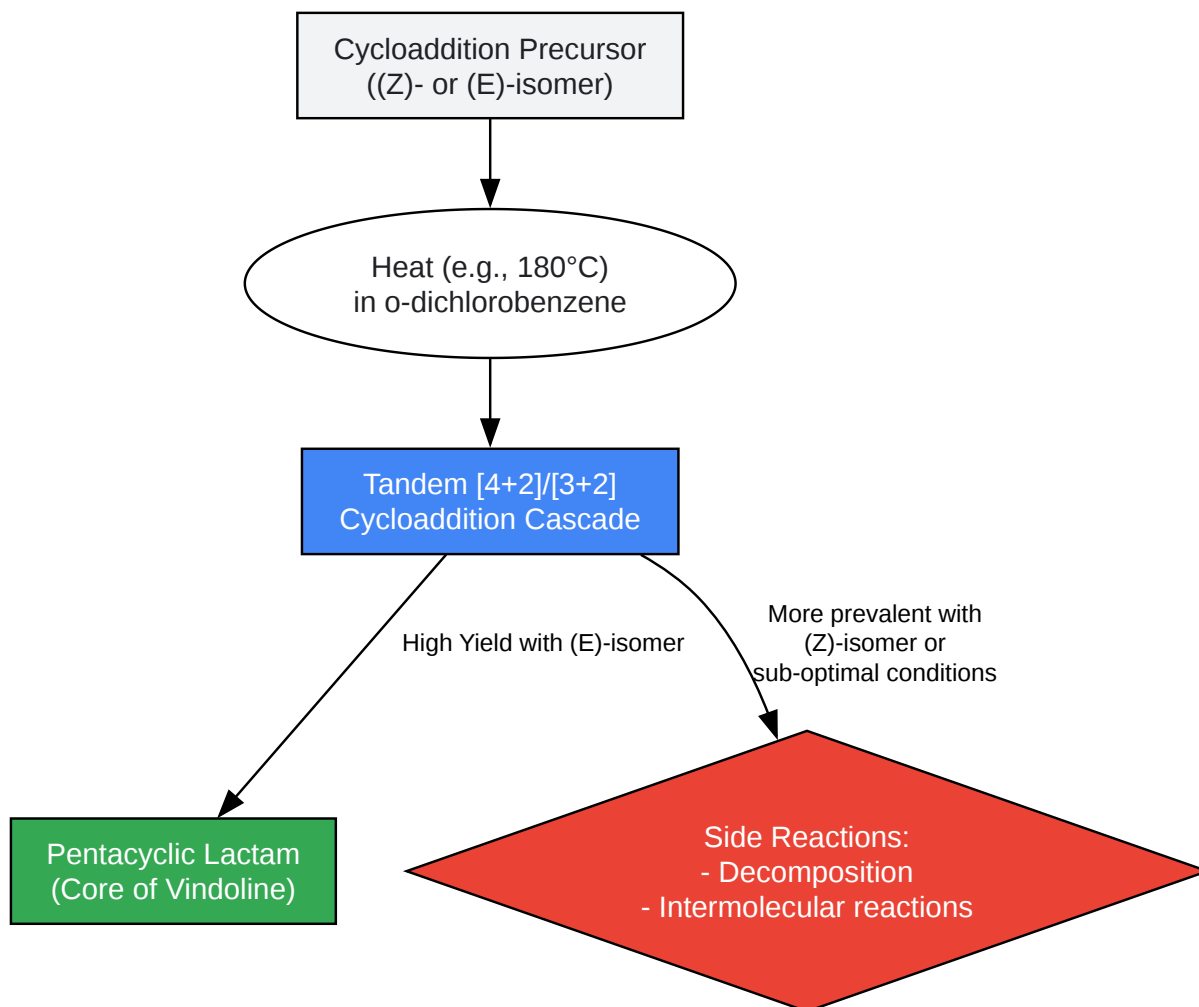 Cycloaddition Precursor
((Z)- or (E)-isomer)
Heat (e.g., 180°C)
in o-dichlorobenzene
Tandem [4+2]/[3+2]
Cycloaddition Cascade
High Yield with (E)-isomer
More prevalent with
(Z)-isomer or
sub-optimal conditions
Pentacyclic Lactam
(Core of Vindoline)
Side Reactions:
- Decomposition
- Intermolecular reactions